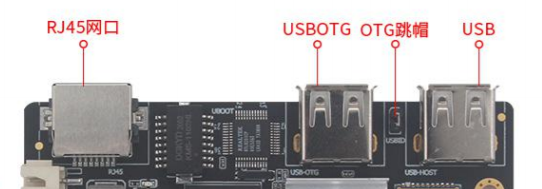 RJ45网口
USBOTG
OTG跳帽
USB
UBOOT
USBID
RJ45
USB-OTG
USB-HOST